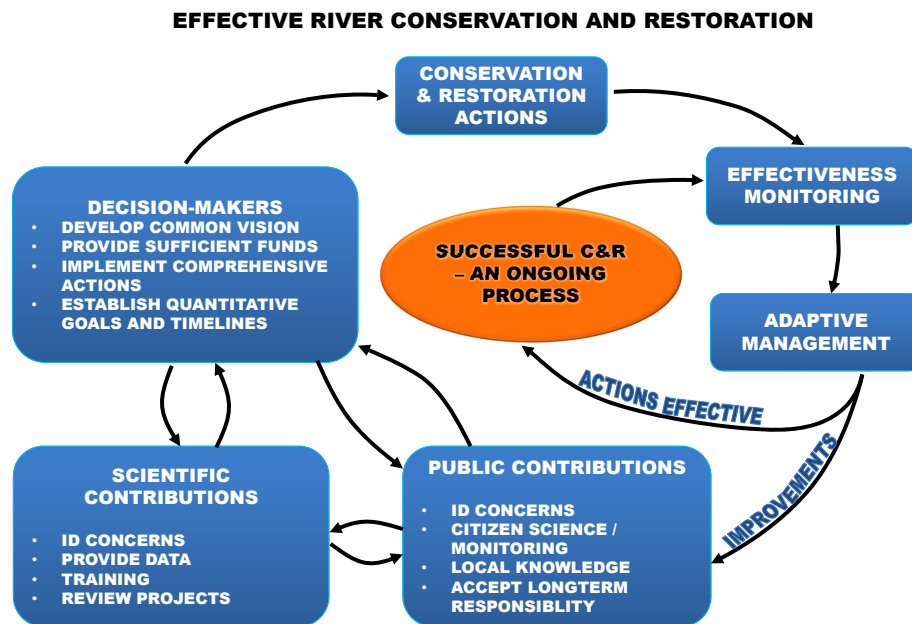 EFFECTIVE RIVER CONSERVATION AND RESTORATION
CONSERVATION
& RESTORATION
ACTIONS
EFFECTIVENESS
MONITORING
DECISION-MAKERS
• DEVELOP COMMON VISION
• PROVIDE SUFFICIENT FUNDS
• IMPLEMENT COMPREHENSIVE
ACTIONS
• ESTABLISH QUANTITATIVE
GOALS AND TIMELINES
SUCCESSFUL C&R
– AN ONGOING
PROCESS
ADAPTIVE
MANAGEMENT
ACTIONS EFFECTIVE
IMPROVEMENTS
SCIENTIFIC
CONTRIBUTIONS
• ID CONCERNS
• PROVIDE DATA
• TRAINING
• REVIEW PROJECTS
PUBLIC CONTRIBUTIONS
• ID CONCERNS
• CITIZEN SCIENCE /
MONITORING
• LOCAL KNOWLEDGE
• ACCEPT LONGTERM
RESPONSIBLITY